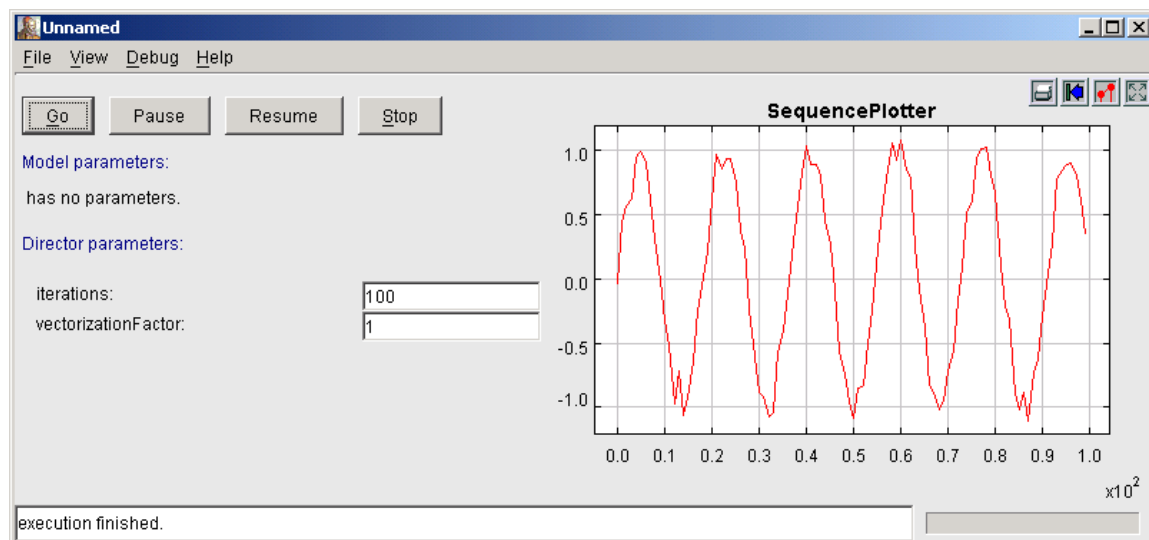 Unnamed
File View Debug Help
Go Pause Resume Stop
Model parameters:
has no parameters.
Director parameters:
iterations: 100
vectorizationFactor: 1
SequencePlotter
1.0
0.5
0.0
-0.5
-1.0
0.0 0.1 0.2 0.3 0.4 0.5 0.6 0.7 0.8 0.9 1.0
x10²
execution finished.